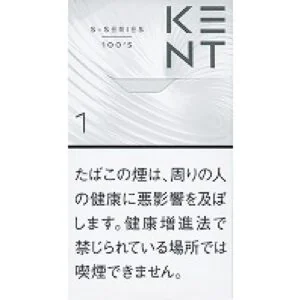 S-SERIES
100'S
KE
NT
1
たばこの煙は、周りの人
の健康に悪影響を及ぼ
します。健康増進法で
禁じられている場所では
喫煙できません。